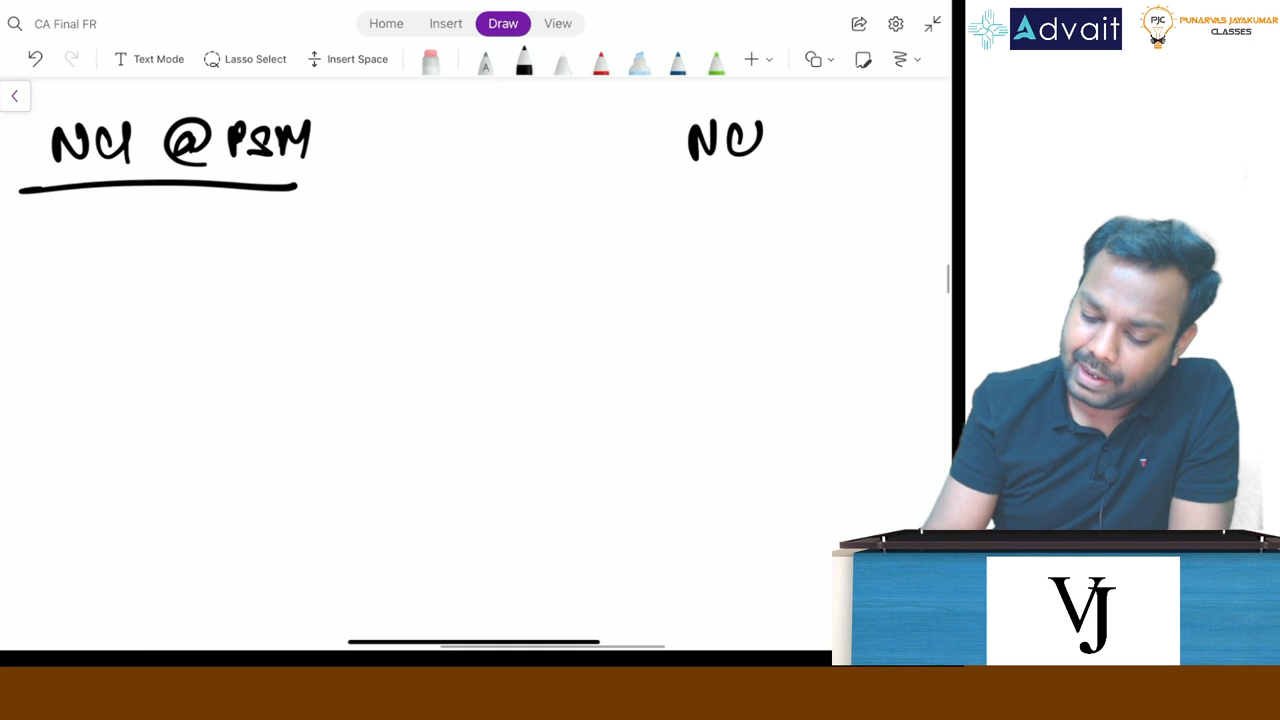 CA Final FR
Home Insert Draw View
Text Mode Lasso Select Insert Space
NCI @ PSM
NCI
Advait
PJC
PUNARVAS JAYAKUMAR
CLASSES
VJ